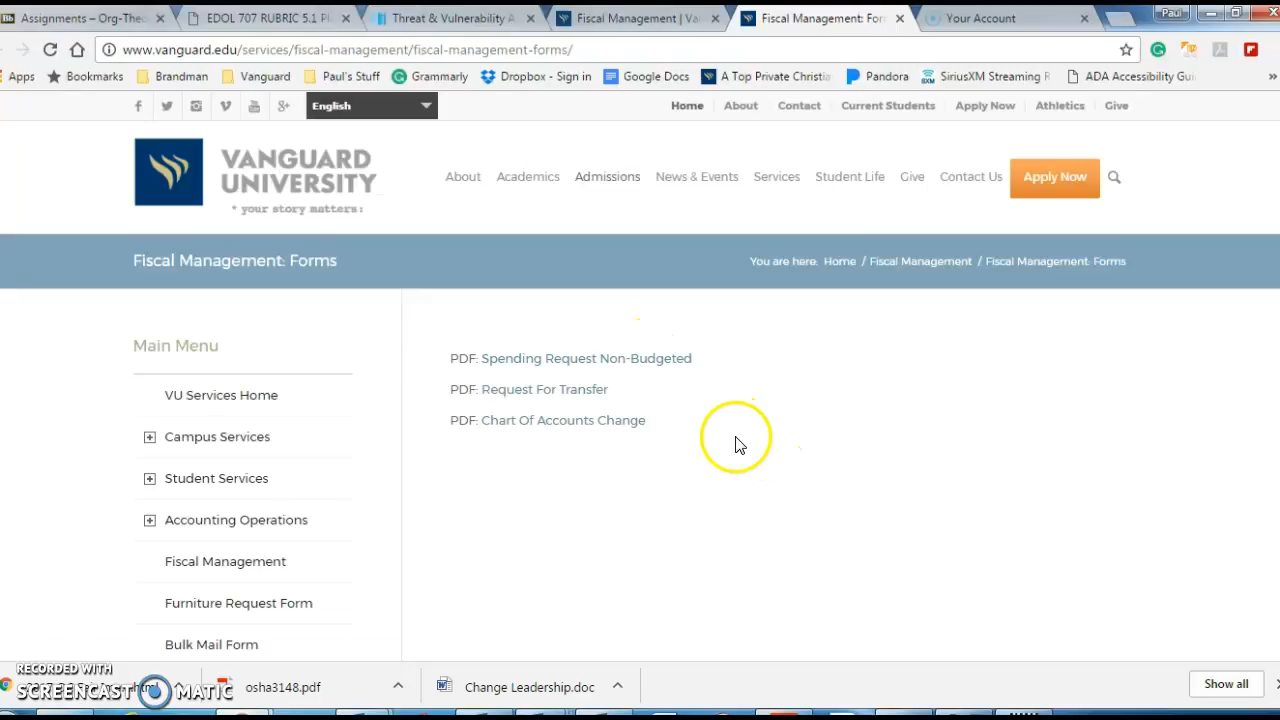 Assignments – Org-The
EDOL 707 RUBRIC 5.1 Pl
Threat & Vulnerability A
Fiscal Management | Va
Fiscal Management: For
Your Account
Paul
www.vanguard.edu/services/fiscal-management/fiscal-management-forms/
Apps
Bookmarks
Brandman
Vanguard
Paul's Stuff
Grammarly
Dropbox - Sign in
Google Docs
A Top Private Christia
Pandora
SiriusXM Streaming R
ADA Accessibility Gui
English
Home
About
Contact
Current Students
Apply Now
Athletics
Give
VANGUARD
UNIVERSITY
* your story matters:
About
Academics
Admissions
News & Events
Services
Student Life
Give
Contact Us
Apply Now
Fiscal Management: Forms
You are here: Home / Fiscal Management / Fiscal Management: Forms
Main Menu
VU Services Home
Campus Services
Student Services
Accounting Operations
Fiscal Management
Furniture Request Form
Bulk Mail Form
PDF: Spending Request Non-Budgeted
PDF: Request For Transfer
PDF: Chart Of Accounts Change
RECORDED WITH
SCREENCAST MATIC
osha3148.pdf
Change Leadership.doc
Show all